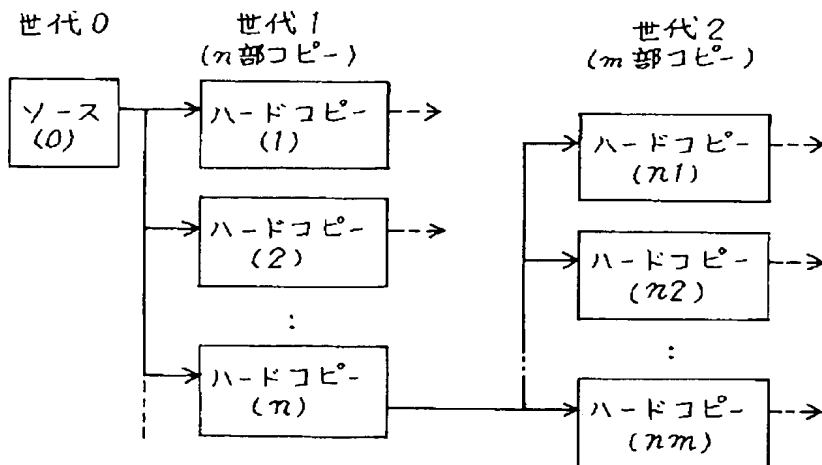 世代0
世代1
(n部コピー)
世代2
(m部コピー)
ソース
(0)
ハードコピー
(1)
ハードコピー
(2)
:
ハードコピー
(n)
ハードコピー
(n1)
ハードコピー
(n2)
:
ハードコピー
(nm)